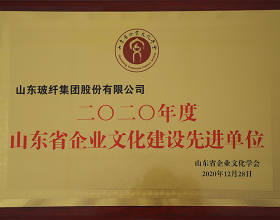 山东玻纤集团股份有限公司
二〇二〇年度
山东省企业文化建设先进单位
山东省企业文化学会
2020年12月28日